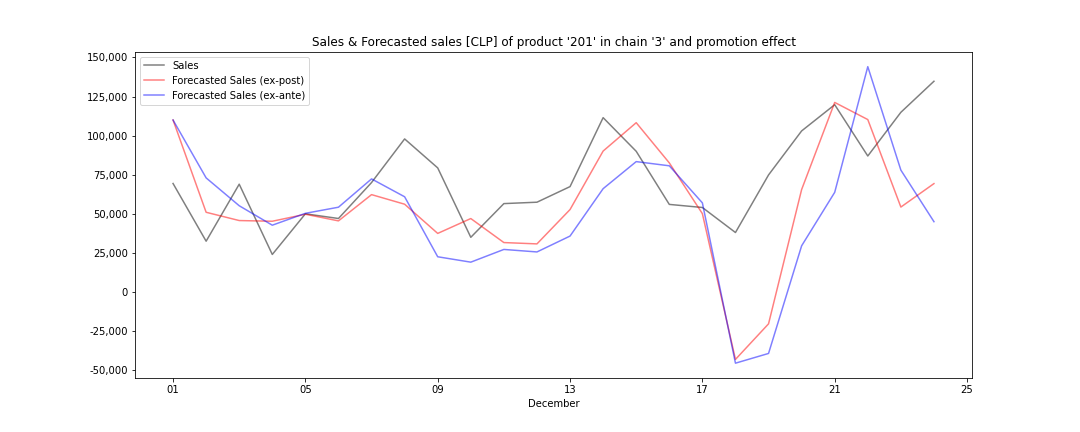 Sales & Forecasted sales [CLP] of product '201' in chain '3' and promotion effect
150,000
125,000
100,000
75,000
50,000
25,000
0
-25,000
-50,000
Sales
Forecasted Sales (ex-post)
Forecasted Sales (ex-ante)
01 05 09 13 17 21 25
December